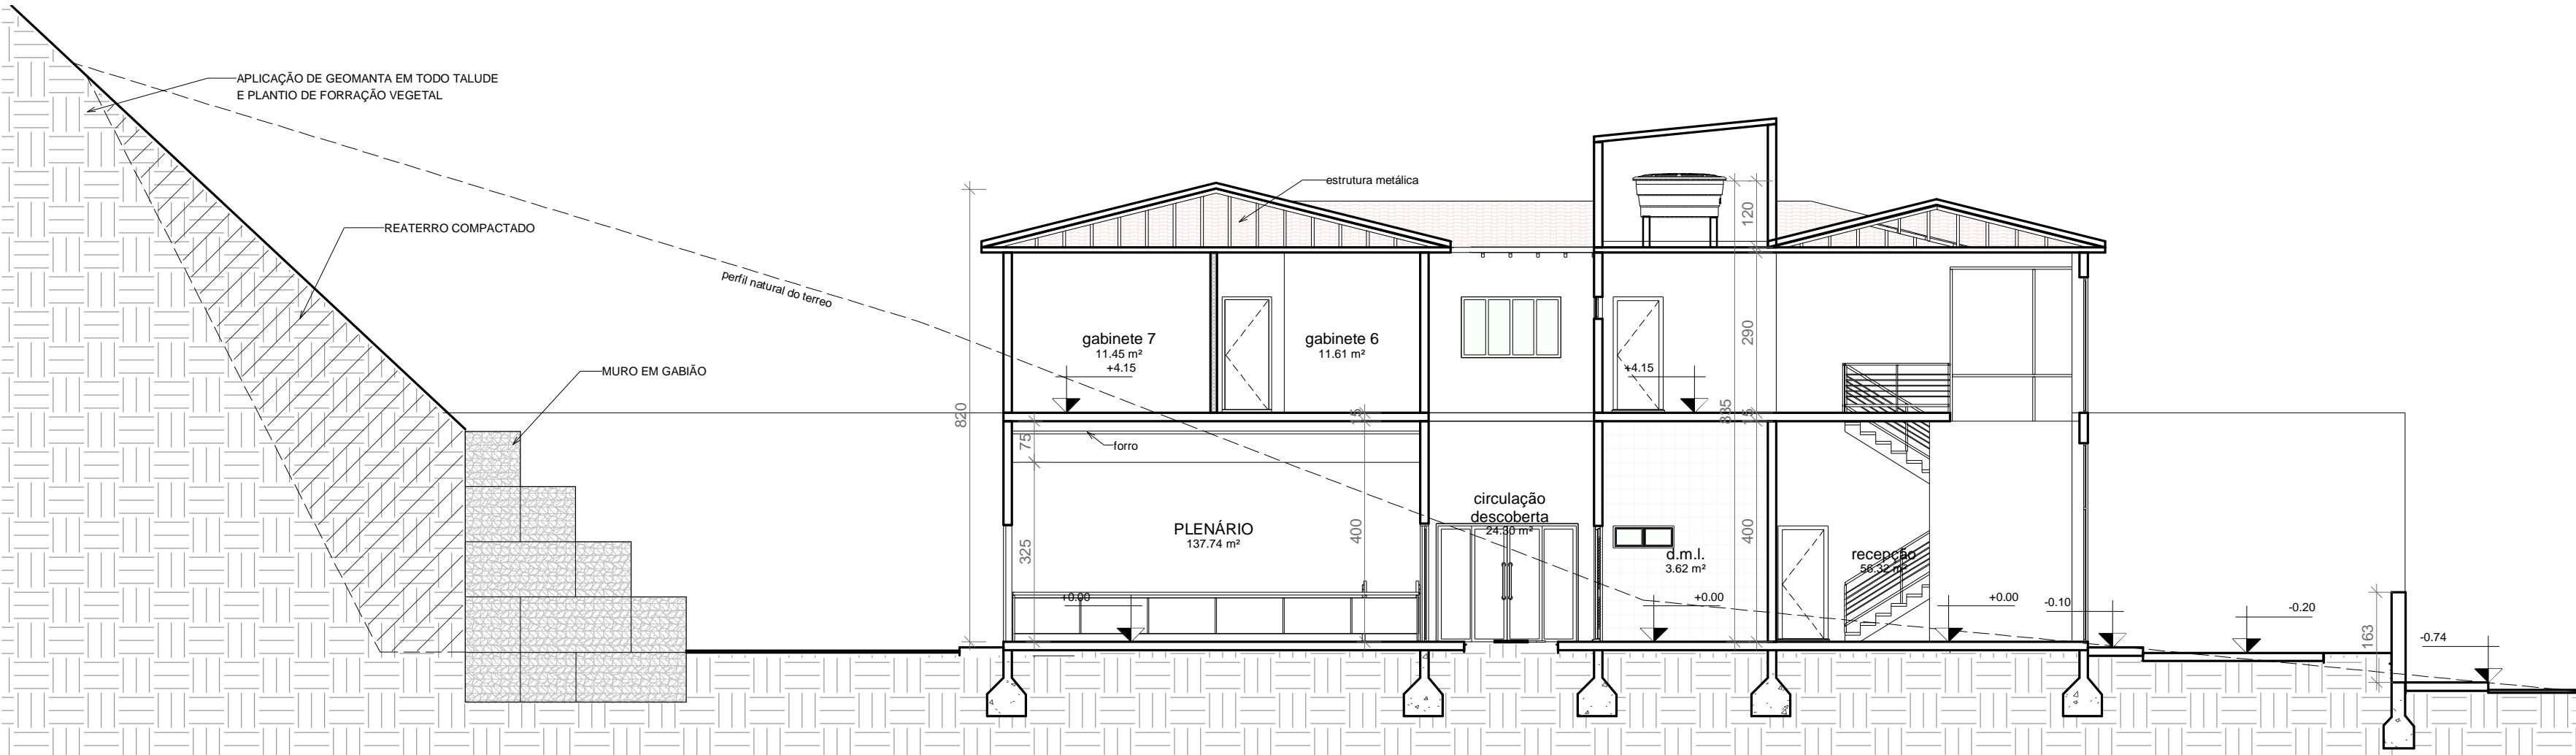 APLICAÇÃO DE GEOMANTA EM TODO TALUDE
E PLANTIO DE FORRAÇÃO VEGETAL
REATERRO COMPACTADO
MURO EM GABIÃO
perfil natural do terreo
estrutura metálica
820
120
290
885
15
400
gabinete 7
11.45 m²
+4.15
gabinete 6
11.61 m²
+4.15
75
15
forro
325
400
PLENÁRIO
137.74 m²
+0.00
circulação
descoberta
24.30 m²
d.m.l.
3.62 m²
+0.00
recepção
56.32 m²
+0.00
-0.10
-0.20
163
-0.74